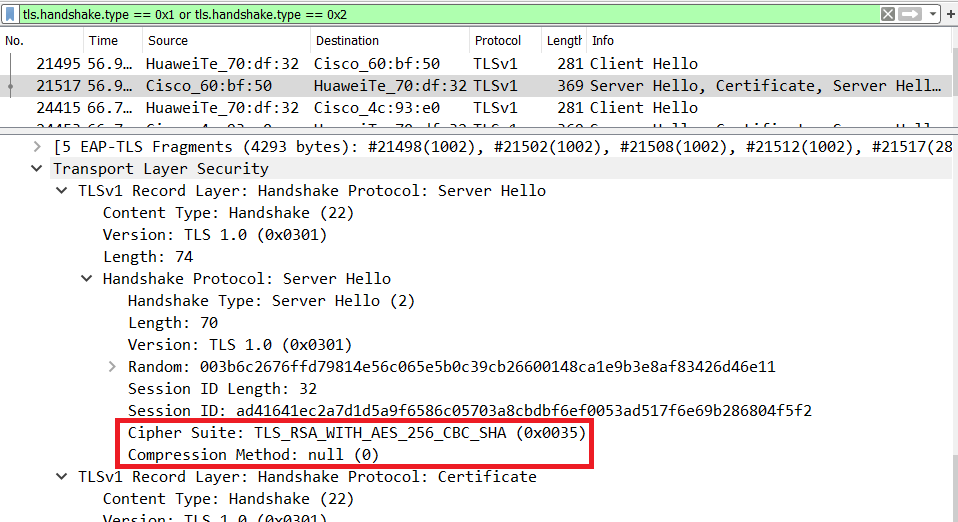 tls.handshake.type == 0x1 or tls.handshake.type == 0x2
No. Time Source Destination Protocol Length Info
21495 56.9… HuaweiTe_70:df:32 Cisco_60:bf:50 TLSv1 281 Client Hello
21517 56.9… Cisco_60:bf:50 HuaweiTe_70:df:32 TLSv1 369 Server Hello, Certificate, Server Hell…
24415 66.7… HuaweiTe_70:df:32 Cisco_4c:93:e0 TLSv1 281 Client Hello
[5 EAP-TLS Fragments (4293 bytes): #21498(1002), #21502(1002), #21508(1002), #21512(1002), #21517(28
Transport Layer Security
TLSv1 Record Layer: Handshake Protocol: Server Hello
Content Type: Handshake (22)
Version: TLS 1.0 (0x0301)
Length: 74
Handshake Protocol: Server Hello
Handshake Type: Server Hello (2)
Length: 70
Version: TLS 1.0 (0x0301)
Random: 003b6c2676ffd79814e56c065e5b0c39cb26600148ca1e9b3e8af83426d46e11
Session ID Length: 32
Session ID: ad41641ec2a7d1d5a9f6586c05703a8cbdbf6ef0053ad517f6e69b286804f5f2
Cipher Suite: TLS_RSA_WITH_AES_256_CBC_SHA (0x0035)
Compression Method: null (0)
TLSv1 Record Layer: Handshake Protocol: Certificate
Content Type: Handshake (22)
Version: TLS 1.0 (0x0301)